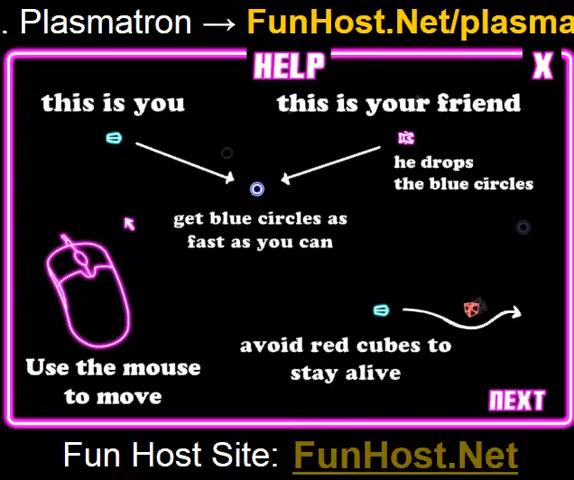 . Plasmatron → FunHost.Net/plasma
HELP
X
this is you
this is your friend
he drops
the blue circles
get blue circles as
fast as you can
avoid red cubes to
stay alive
Use the mouse
to move
NEXT
Fun Host Site: FunHost.Net